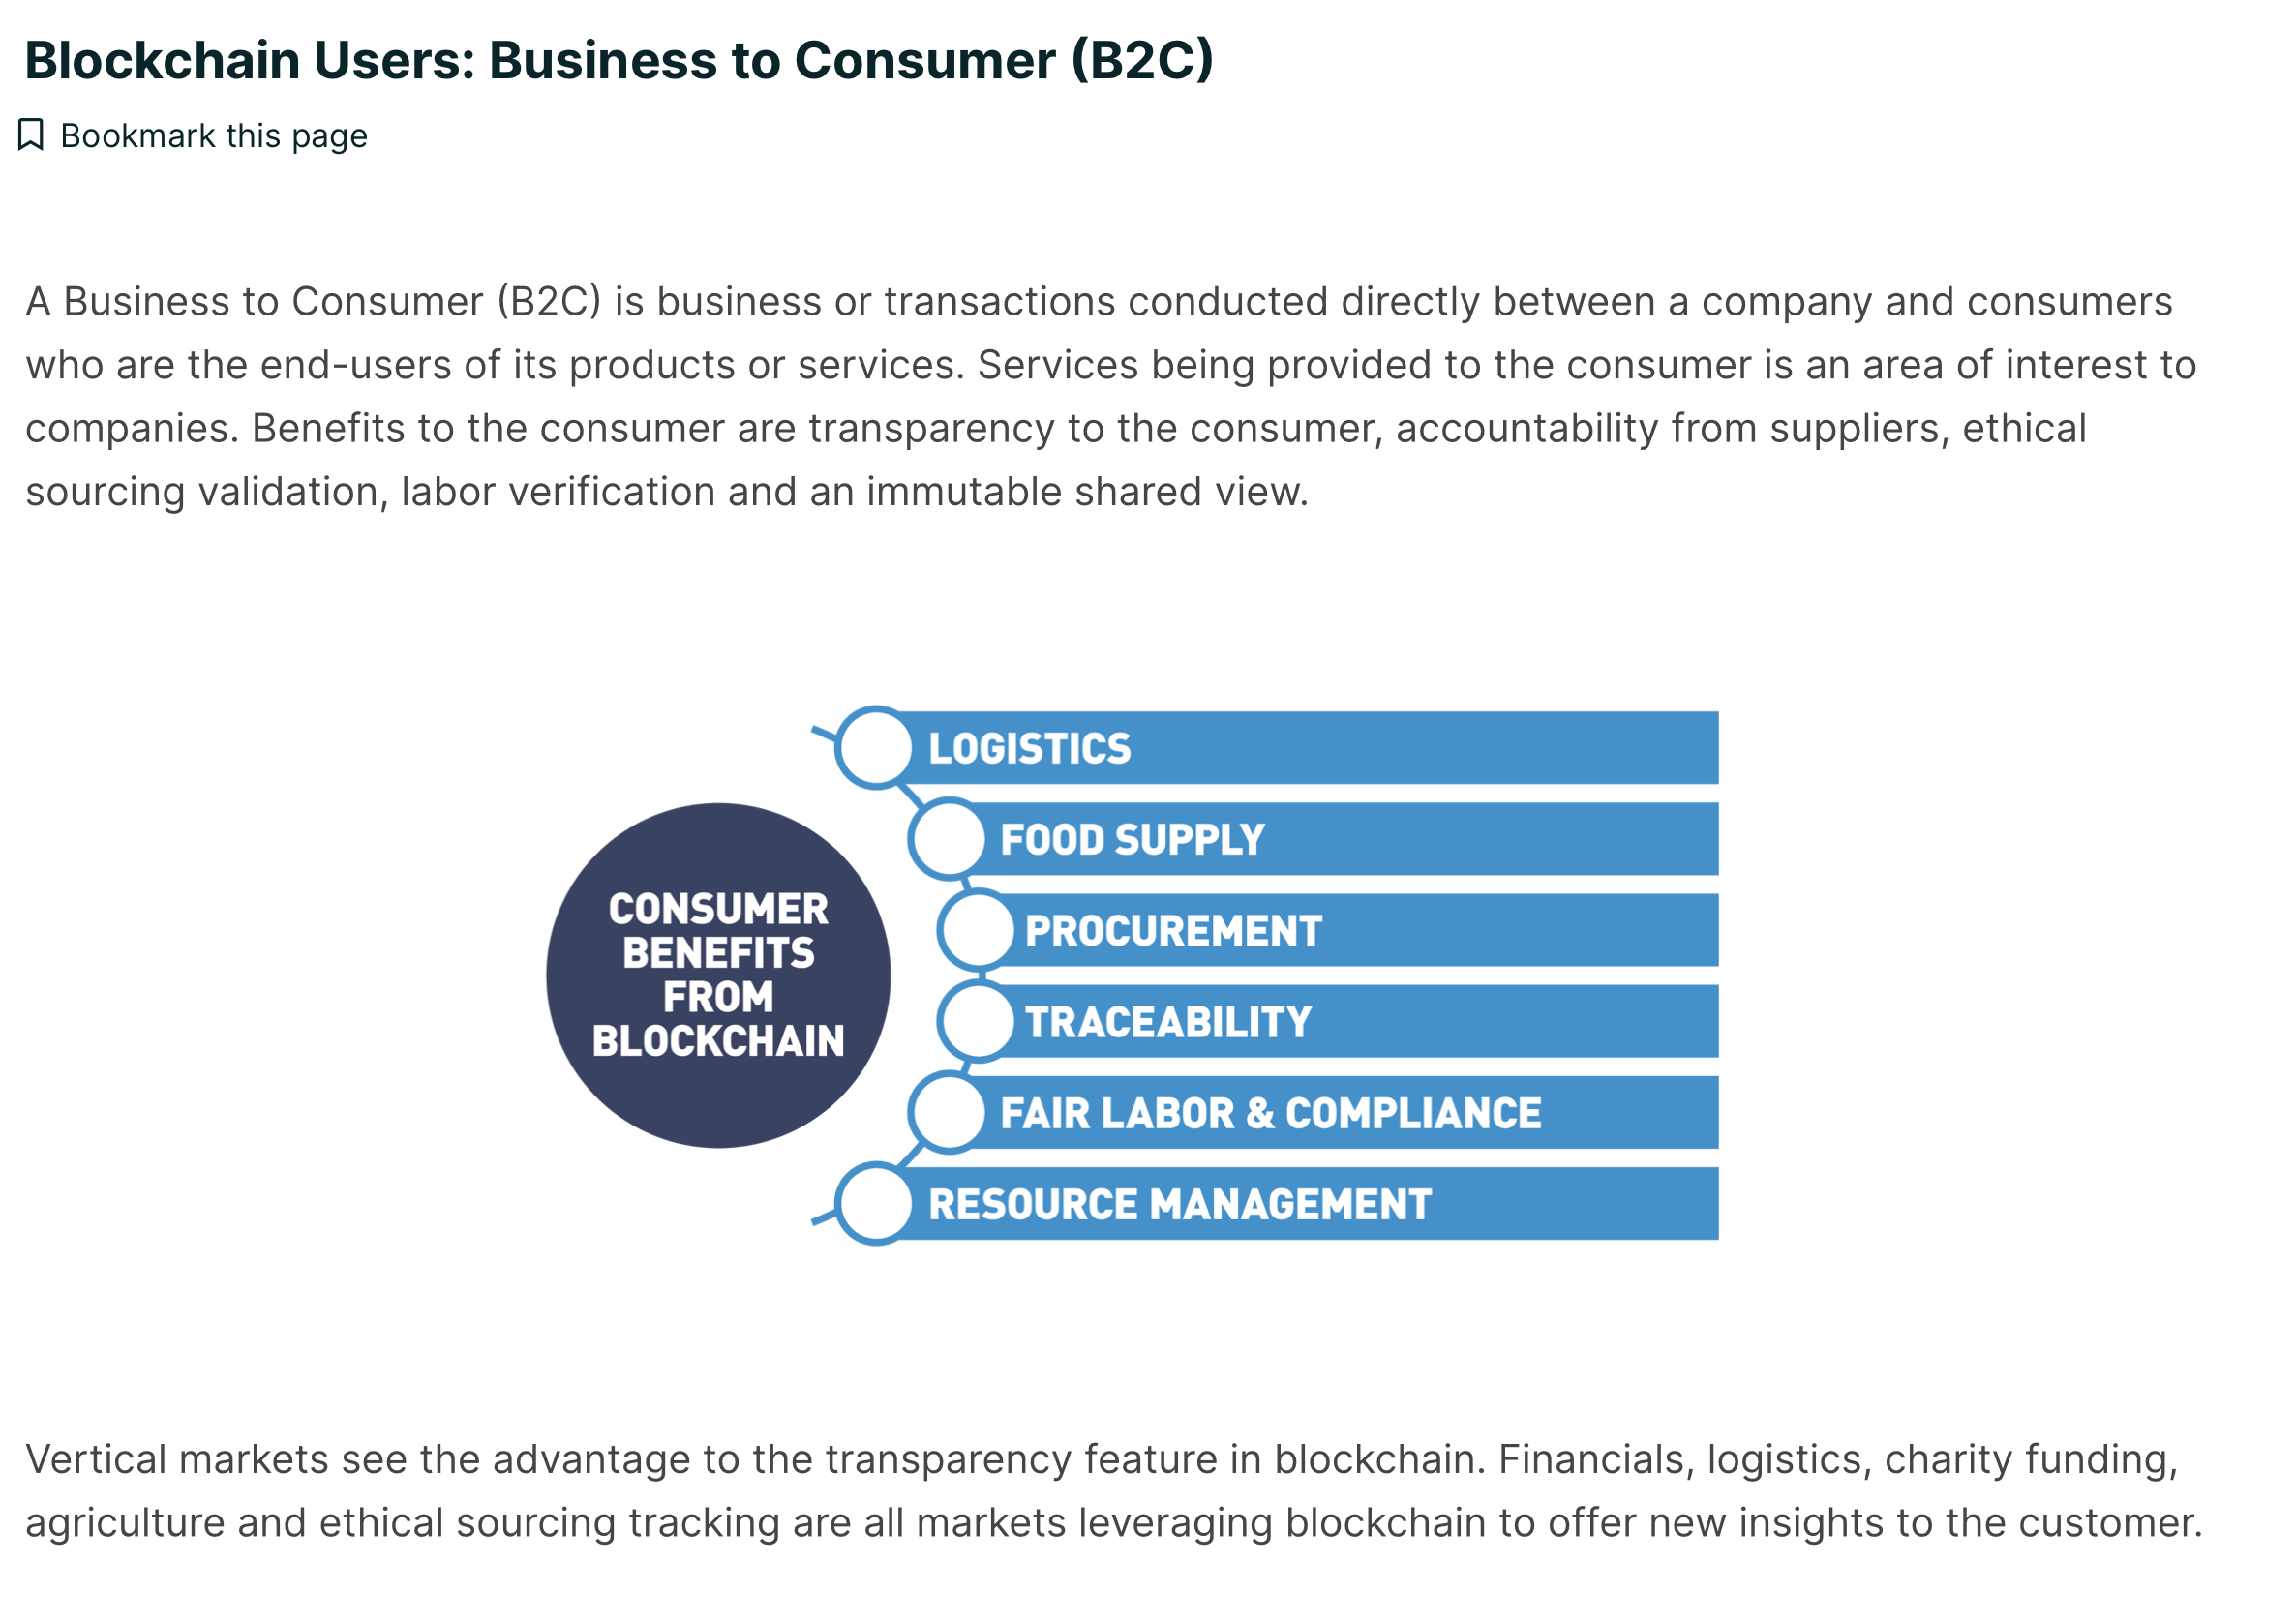 Blockchain Users: Business to Consumer (B2C)
Bookmark this page
A Business to Consumer (B2C) is business or transactions conducted directly between a company and consumers
who are the end-users of its products or services. Services being provided to the consumer is an area of interest to
companies. Benefits to the consumer are transparency to the consumer, accountability from suppliers, ethical
sourcing validation, labor verification and an immutable shared view.
CONSUMER
BENEFITS
FROM
BLOCKCHAIN
LOGISTICS
FOOD SUPPLY
PROCUREMENT
TRACEABILITY
FAIR LABOR & COMPLIANCE
RESOURCE MANAGEMENT
Vertical markets see the advantage to the transparency feature in blockchain. Financials, logistics, charity funding,
agriculture and ethical sourcing tracking are all markets leveraging blockchain to offer new insights to the customer.